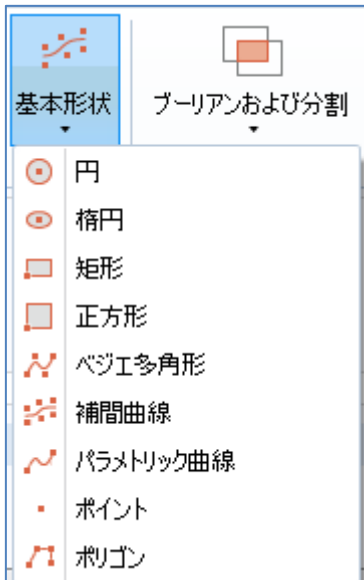 基本形状
ブーリアンおよび分割
円
楕円
矩形
正方形
ベジエ多角形
補間曲線
パラメトリック曲線
ポイント
ポリゴン